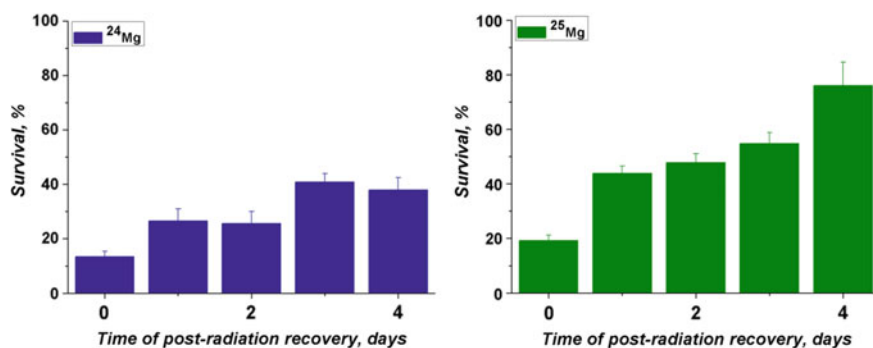 100
80
60
40
20
0
Survival, %
²⁴Mg
0 2 4
Time of post-radiation recovery, days
100
80
60
40
20
0
Survival, %
²⁵Mg
0 2 4
Time of post-radiation recovery, days